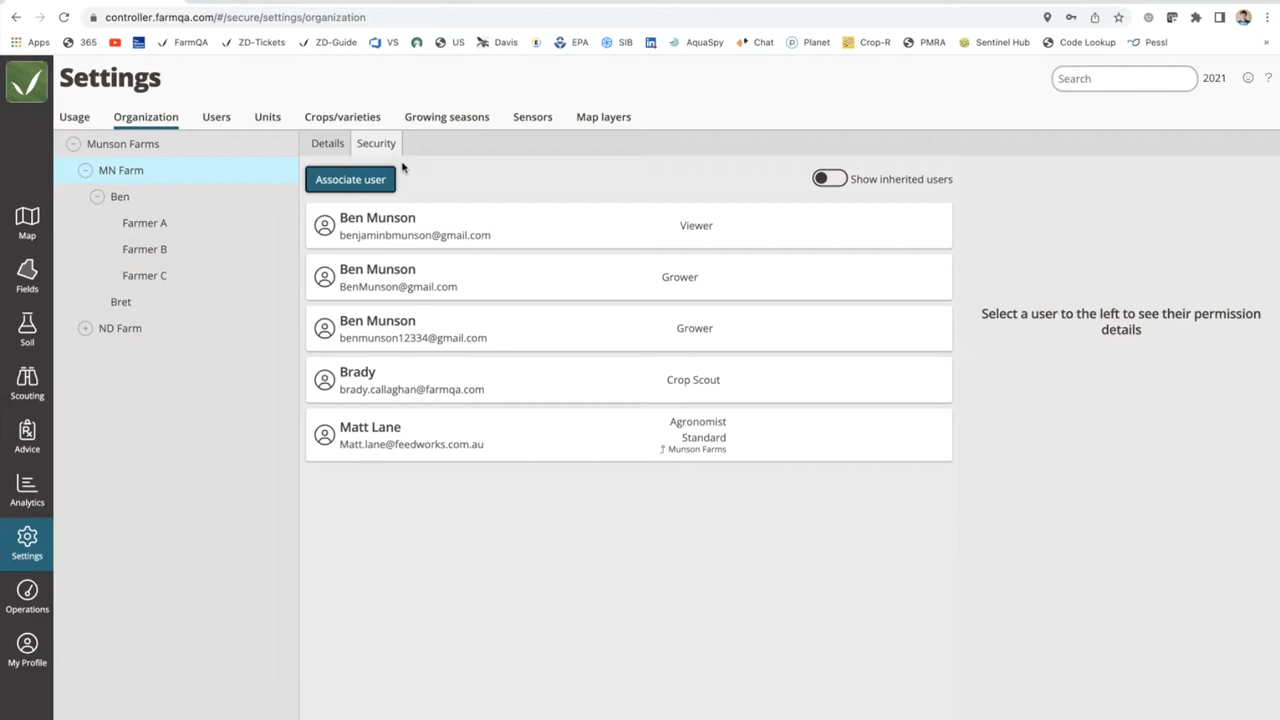 controller.farmqa.com/#/secure/settings/organization
Apps 365 FarmQA ZD-Tickets ZD-Guide VS US Davis EPA SIB AquaSpy Chat Planet Crop-R PMRA Sentinel Hub Code Lookup Pessl »
Settings
Search 2021 ?
Usage Organization Users Units Crops/varieties Growing seasons Sensors Map layers
Munson Farms
MN Farm
Ben
Farmer A
Farmer B
Farmer C
Bret
ND Farm
Map
Fields
Soil
Scouting
Advice
Analytics
Settings
Operations
My Profile
Details Security
Associate user
Show inherited users
Ben Munson
benjaminbmunson@gmail.com
Viewer
Ben Munson
BenMunson@gmail.com
Grower
Ben Munson
benmunson12334@gmail.com
Grower
Brady
brady.callaghan@farmqa.com
Crop Scout
Matt Lane
Matt.lane@feedworks.com.au
Agronomist
Standard
Munson Farms
Select a user to the left to see their permission
details